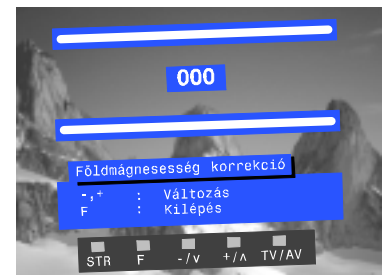 000
Földmágnesesség korrekció
-,+ : Változás
F : Kilépés
STR F -/∨ +/∧ TV/AV